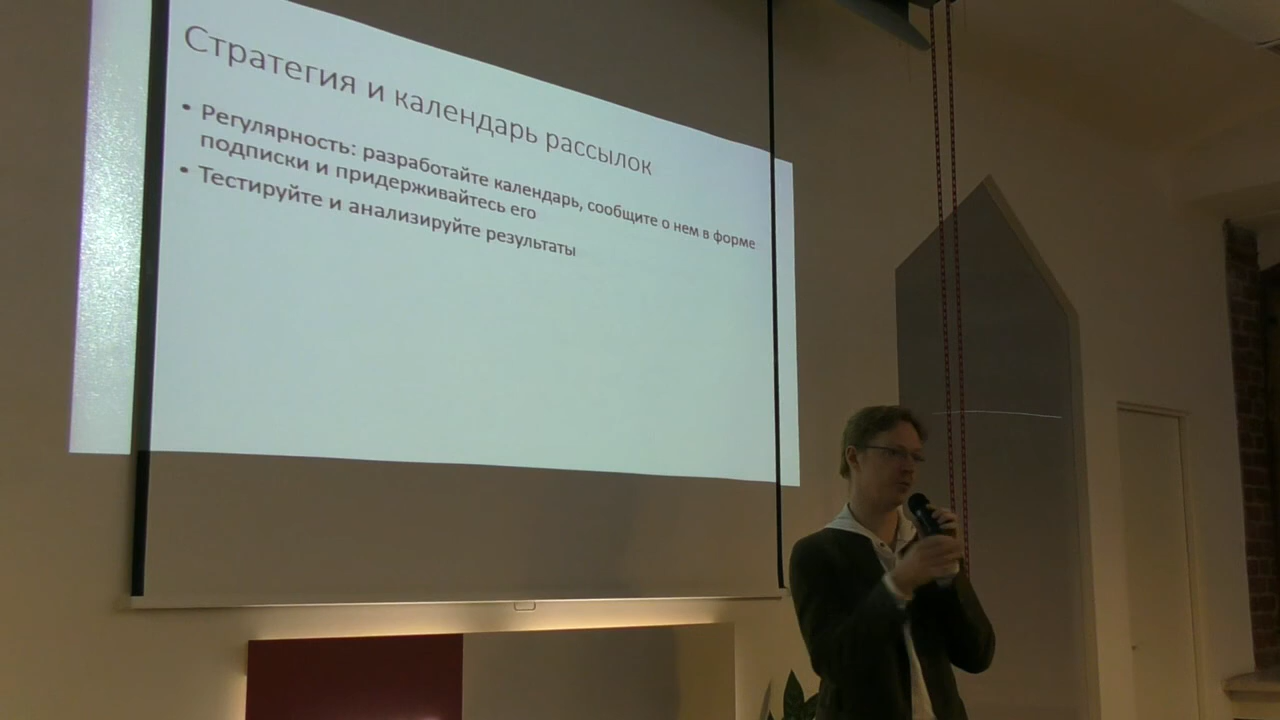 Стратегия и календарь рассылок
• Регулярность: разработайте календарь, сообщите о нем в форме
подписки и придерживайтесь его
• Тестируйте и анализируйте результаты